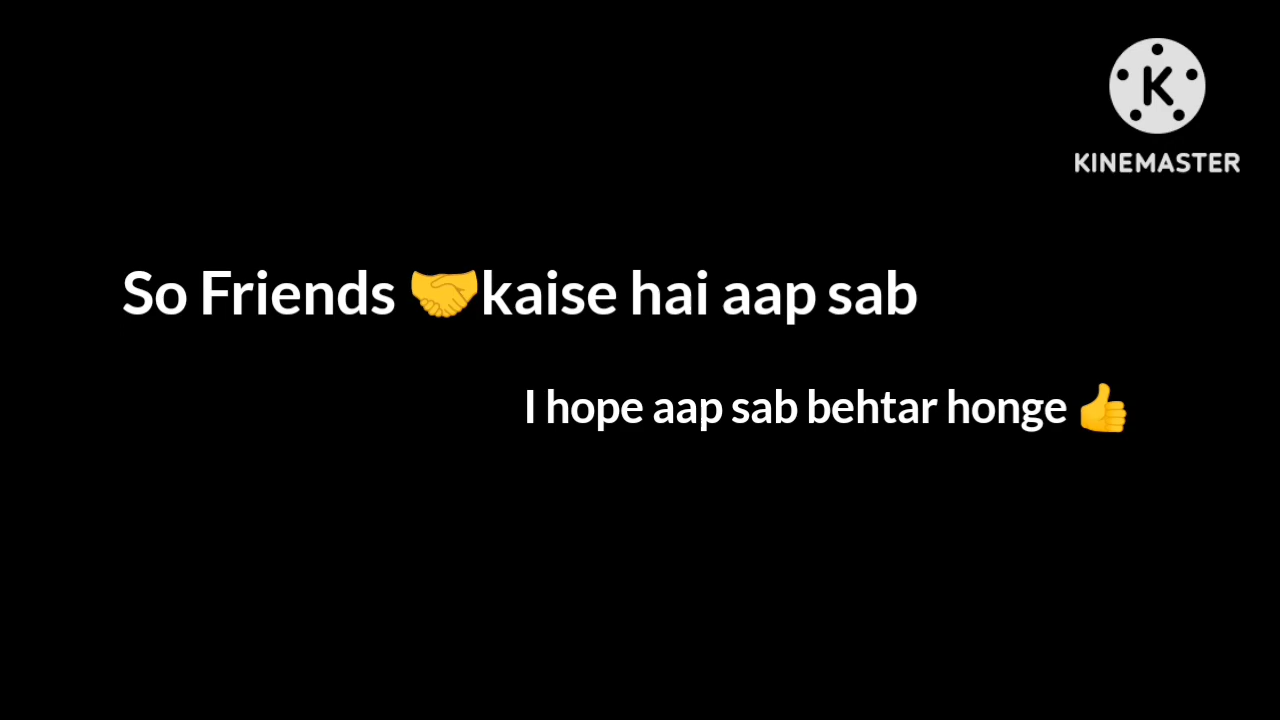 KINEMASTER
So Friends 🤝kaise hai aap sab
I hope aap sab behtar honge 👍